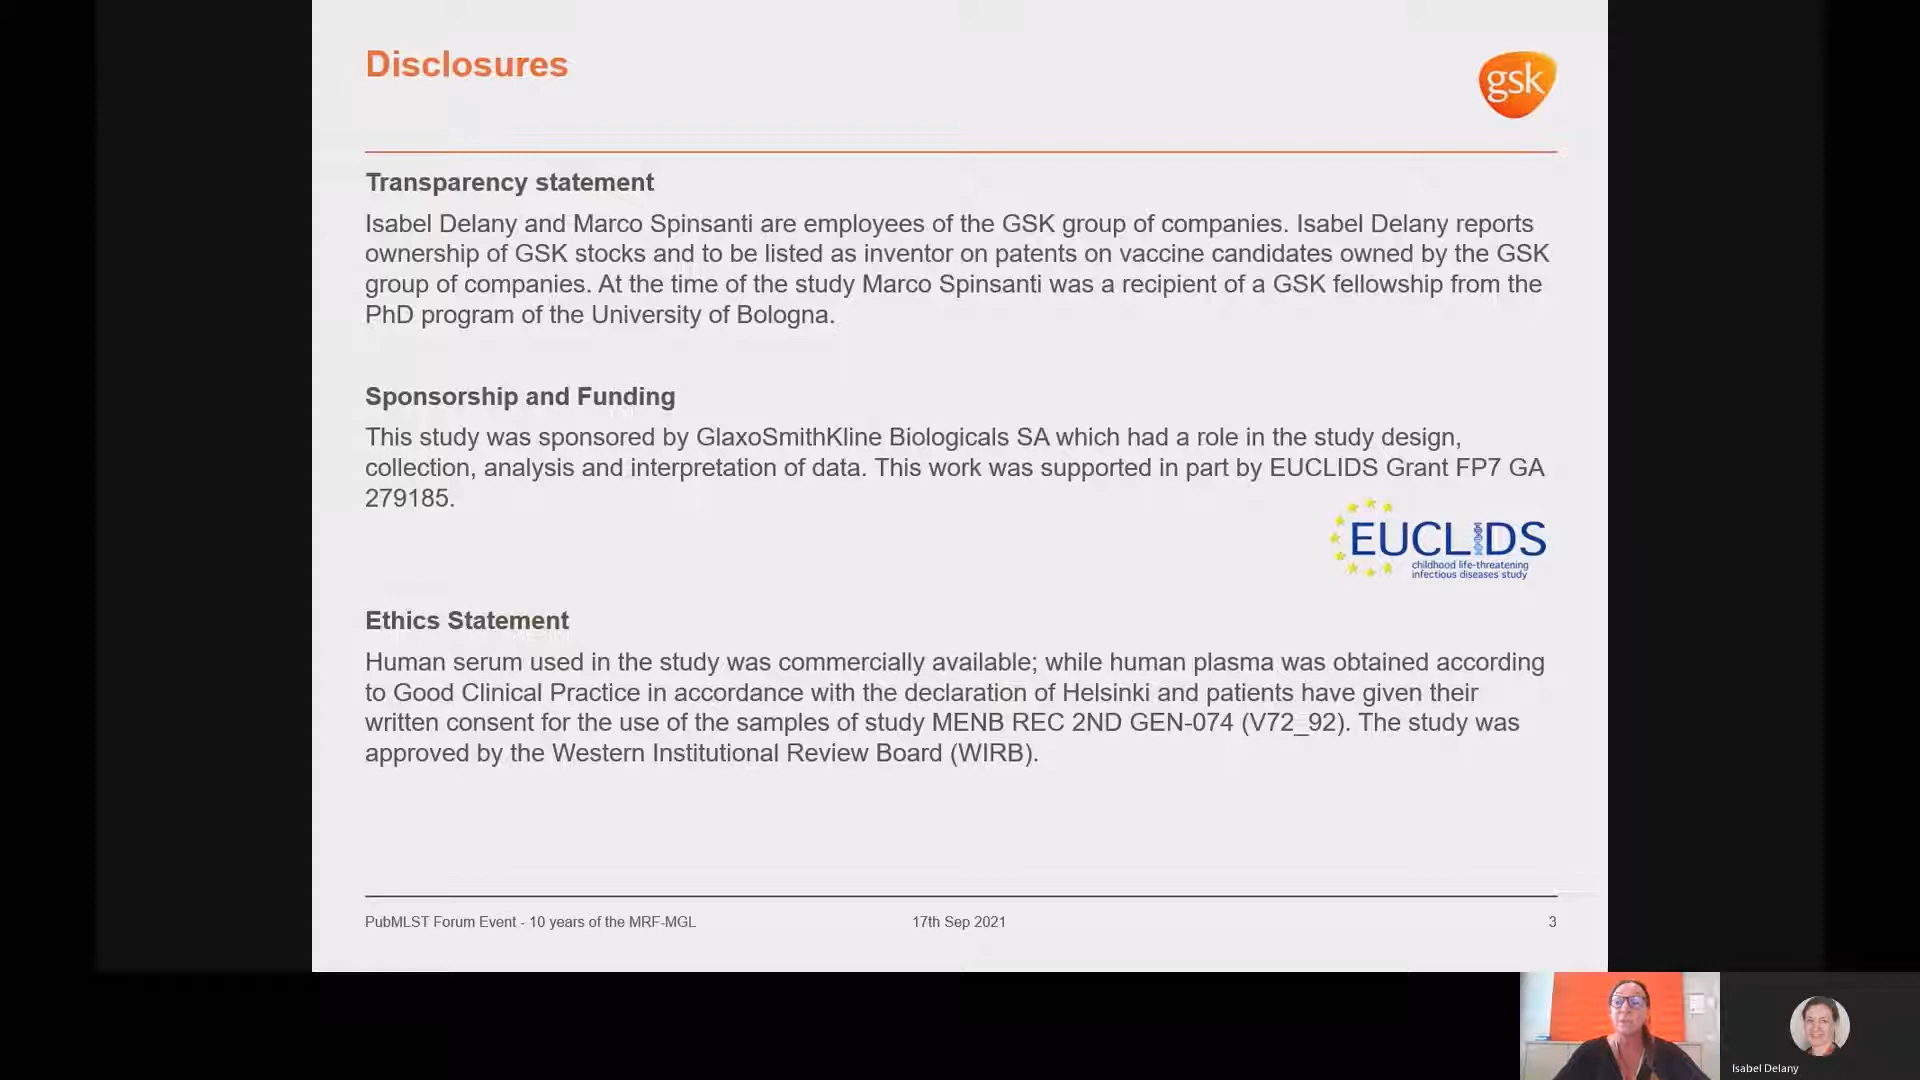 Disclosures
gsk
Transparency statement
Isabel Delany and Marco Spinsanti are employees of the GSK group of companies. Isabel Delany reports
ownership of GSK stocks and to be listed as inventor on patents on vaccine candidates owned by the GSK
group of companies. At the time of the study Marco Spinsanti was a recipient of a GSK fellowship from the
PhD program of the University of Bologna.
Sponsorship and Funding
This study was sponsored by GlaxoSmithKline Biologicals SA which had a role in the study design,
collection, analysis and interpretation of data. This work was supported in part by EUCLIDS Grant FP7 GA
279185.
EUCLIDS
childhood life-threatening
infectious diseases study
Ethics Statement
Human serum used in the study was commercially available; while human plasma was obtained according
to Good Clinical Practice in accordance with the declaration of Helsinki and patients have given their
written consent for the use of the samples of study MENB REC 2ND GEN-074 (V72_92). The study was
approved by the Western Institutional Review Board (WIRB).
PubMLST Forum Event - 10 years of the MRF-MGL
17th Sep 2021
3
Isabel Delany